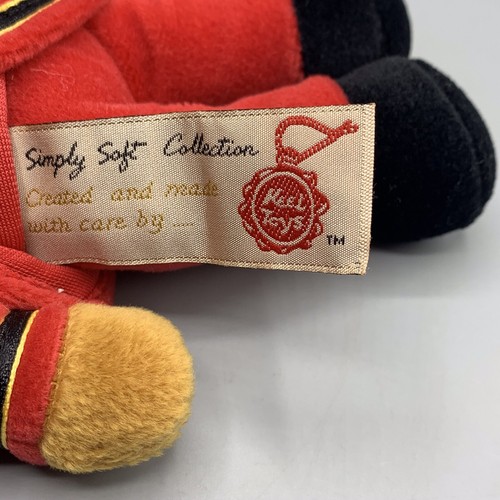 Simply Soft Collection
Created and made
with care by ....
Keel
Toys
TM